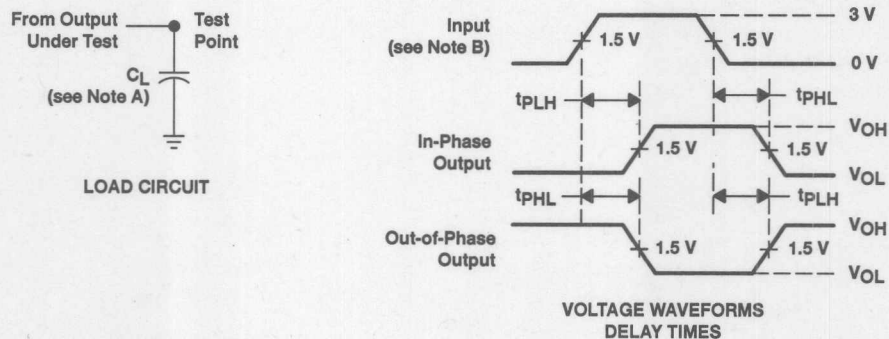 From Output
Under Test
Test
Point
CL
(see Note A)
LOAD CIRCUIT
Input
(see Note B)
1.5 V
1.5 V
3 V
0 V
tPLH
tPHL
In-Phase
Output
1.5 V
1.5 V
VOH
VOL
tPHL
tPLH
Out-of-Phase
Output
1.5 V
1.5 V
VOH
VOL
VOLTAGE WAVEFORMS
DELAY TIMES